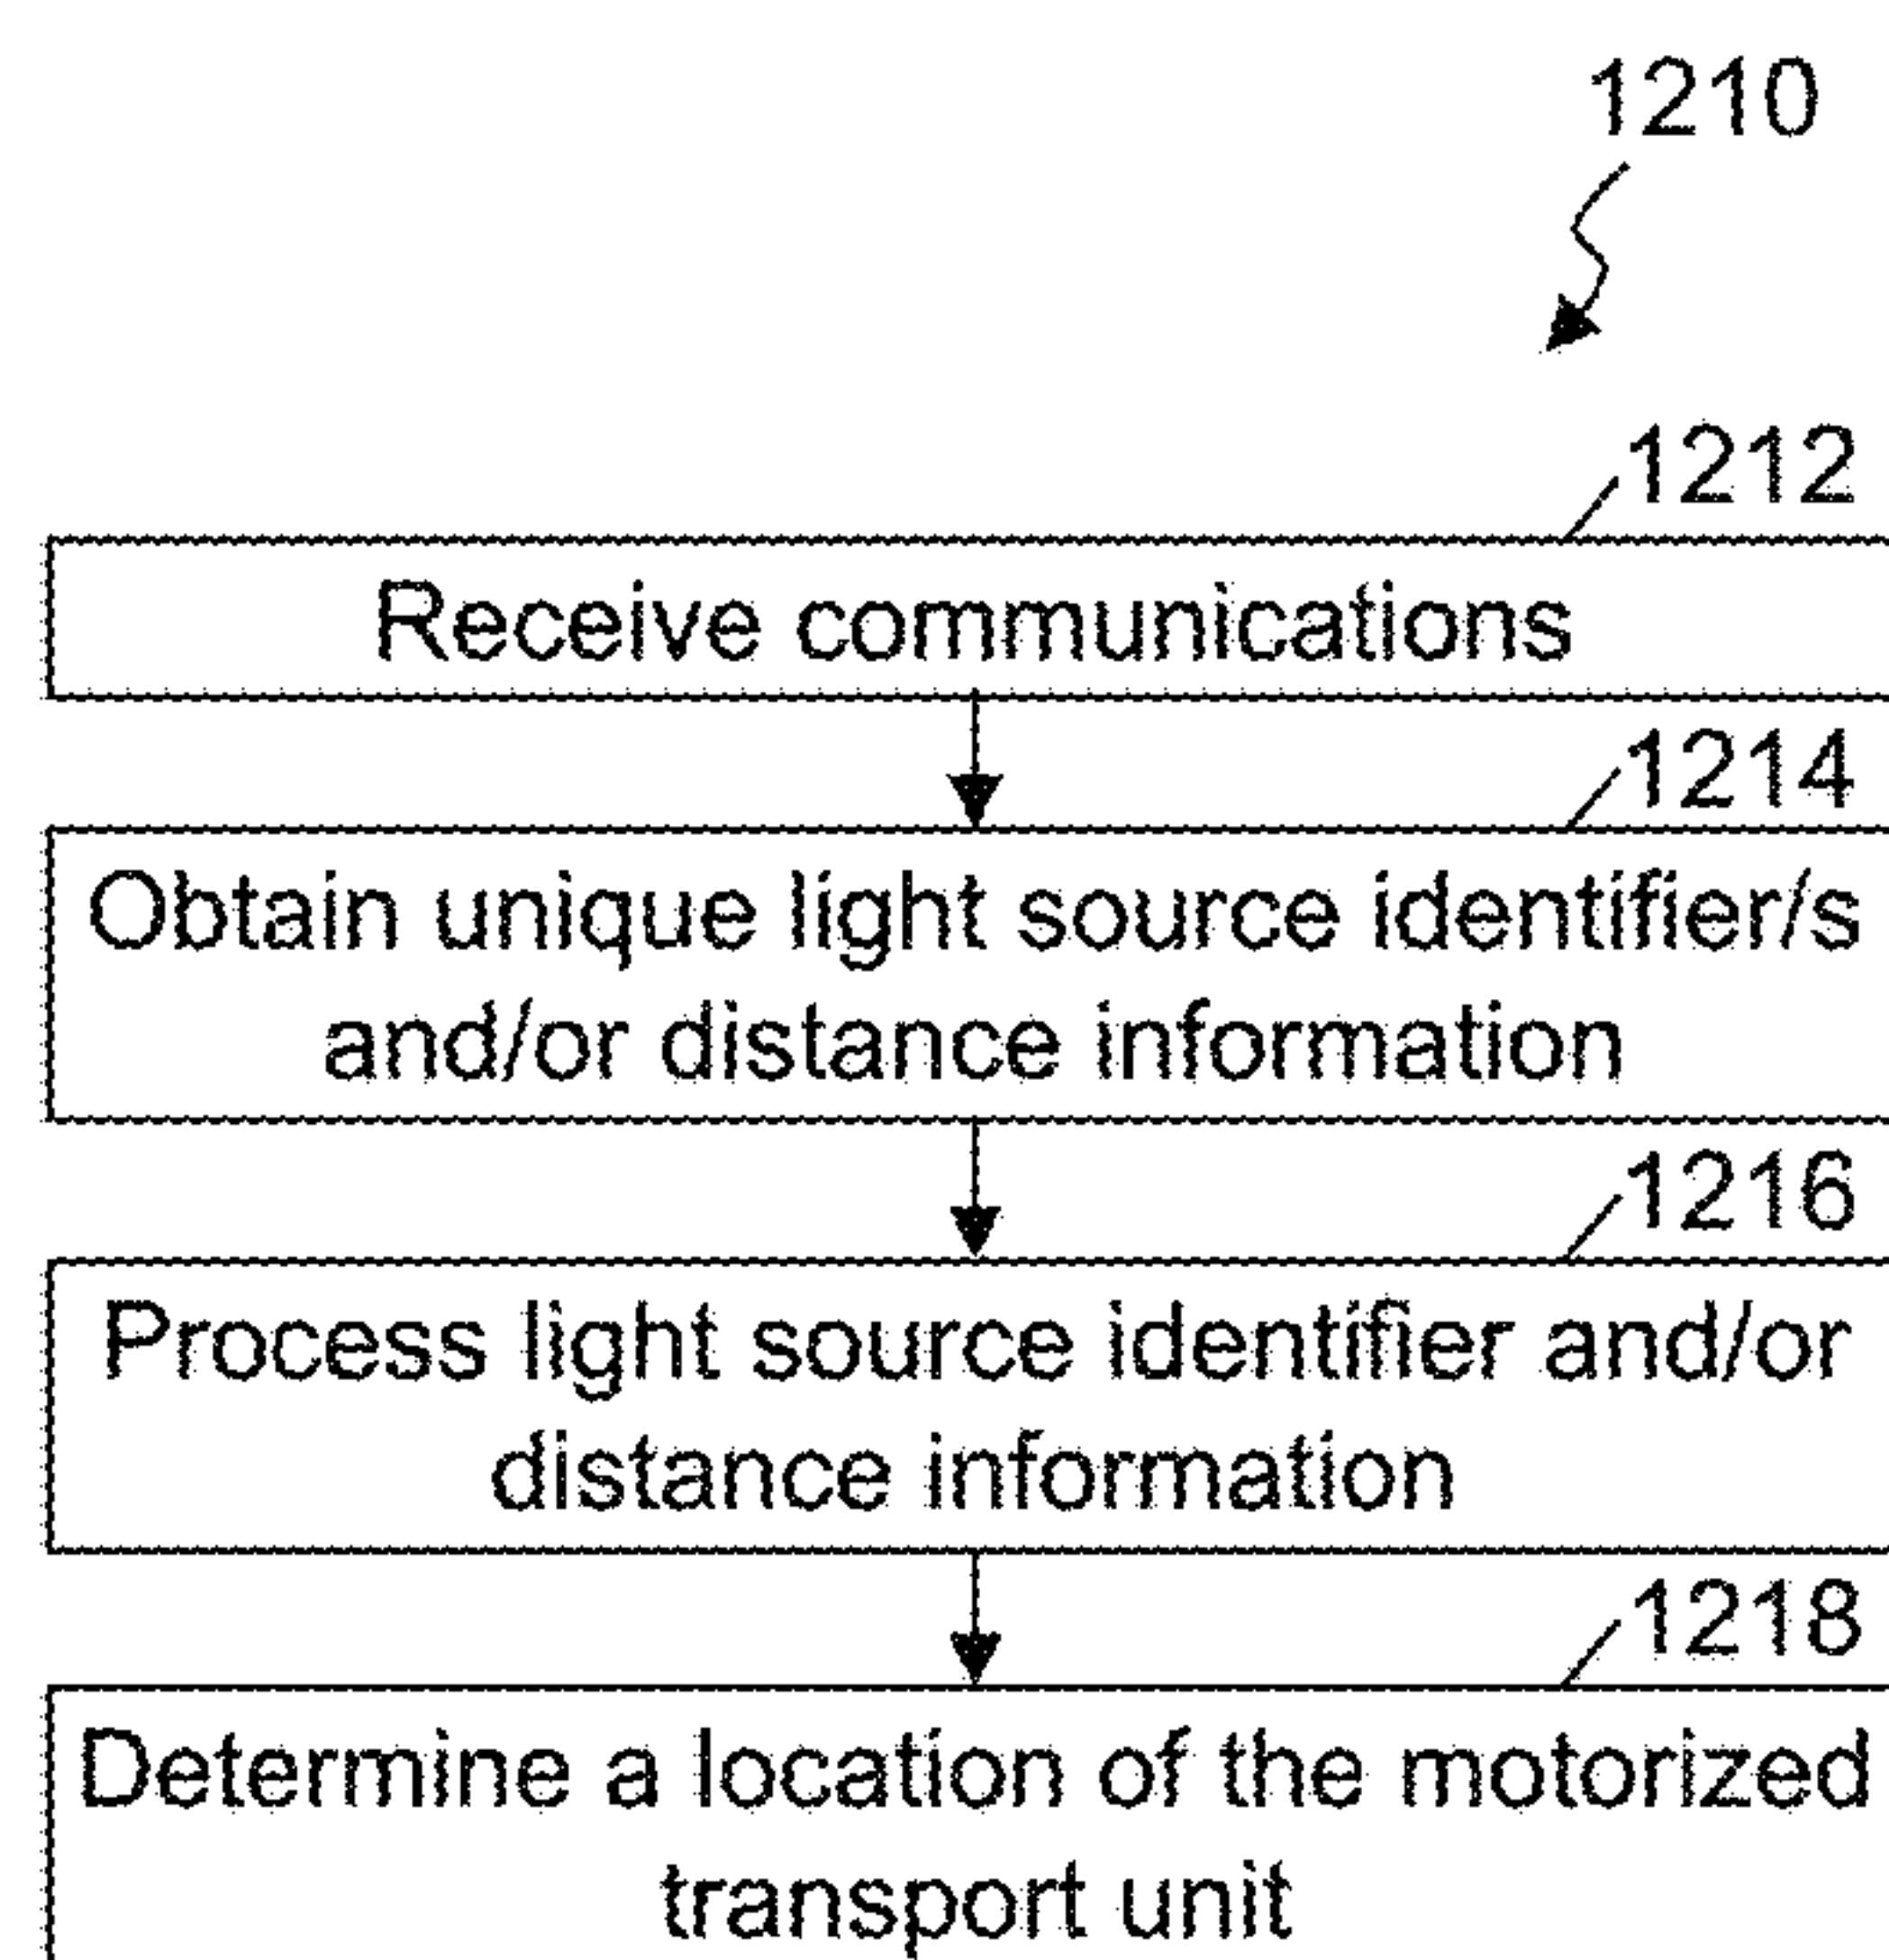 1210
1212
Receive communications
1214
Obtain unique light source identifier/s
and/or distance information
1216
Process light source identifier and/or
distance information
1218
Determine a location of the motorized
transport unit